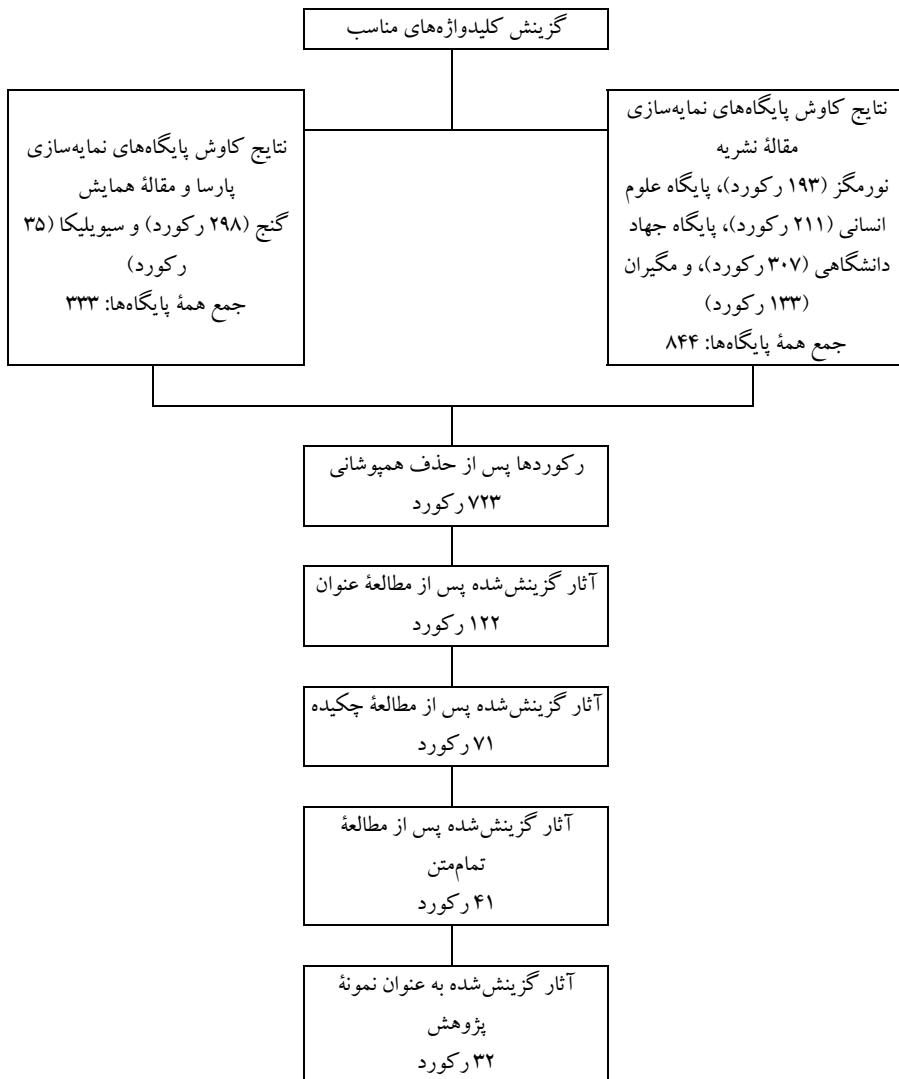 گزینش کلیدواژه‌های مناسب
نتایج کاوش پایگاه‌های نمایه‌سازی
مقالهٔ نشریه
نورمگز (۱۹۳ رکورد)، پایگاه علوم
انسانی (۲۱۱ رکورد)، پایگاه جهاد
دانشگاهی (۳۰۷ رکورد)، و مگیران
(۱۳۳ رکورد)
جمع همهٔ پایگاه‌ها: ۸۴۴
نتایج کاوش پایگاه‌های نمایه‌سازی
پارسا و مقالهٔ همایش
گنج (۲۹۸ رکورد) و سیویلیکا (۳۵
رکورد)
جمع همهٔ پایگاه‌ها: ۳۳۳
رکوردها پس از حذف همپوشانی
۷۲۳ رکورد
آثار گزینش‌شده پس از مطالعهٔ عنوان
۱۲۲ رکورد
آثار گزینش‌شده پس از مطالعهٔ چکیده
۷۱ رکورد
آثار گزینش‌شده پس از مطالعهٔ
تمام‌متن
۴۱ رکورد
آثار گزینش‌شده به عنوان نمونهٔ
پژوهش
۳۲ رکورد